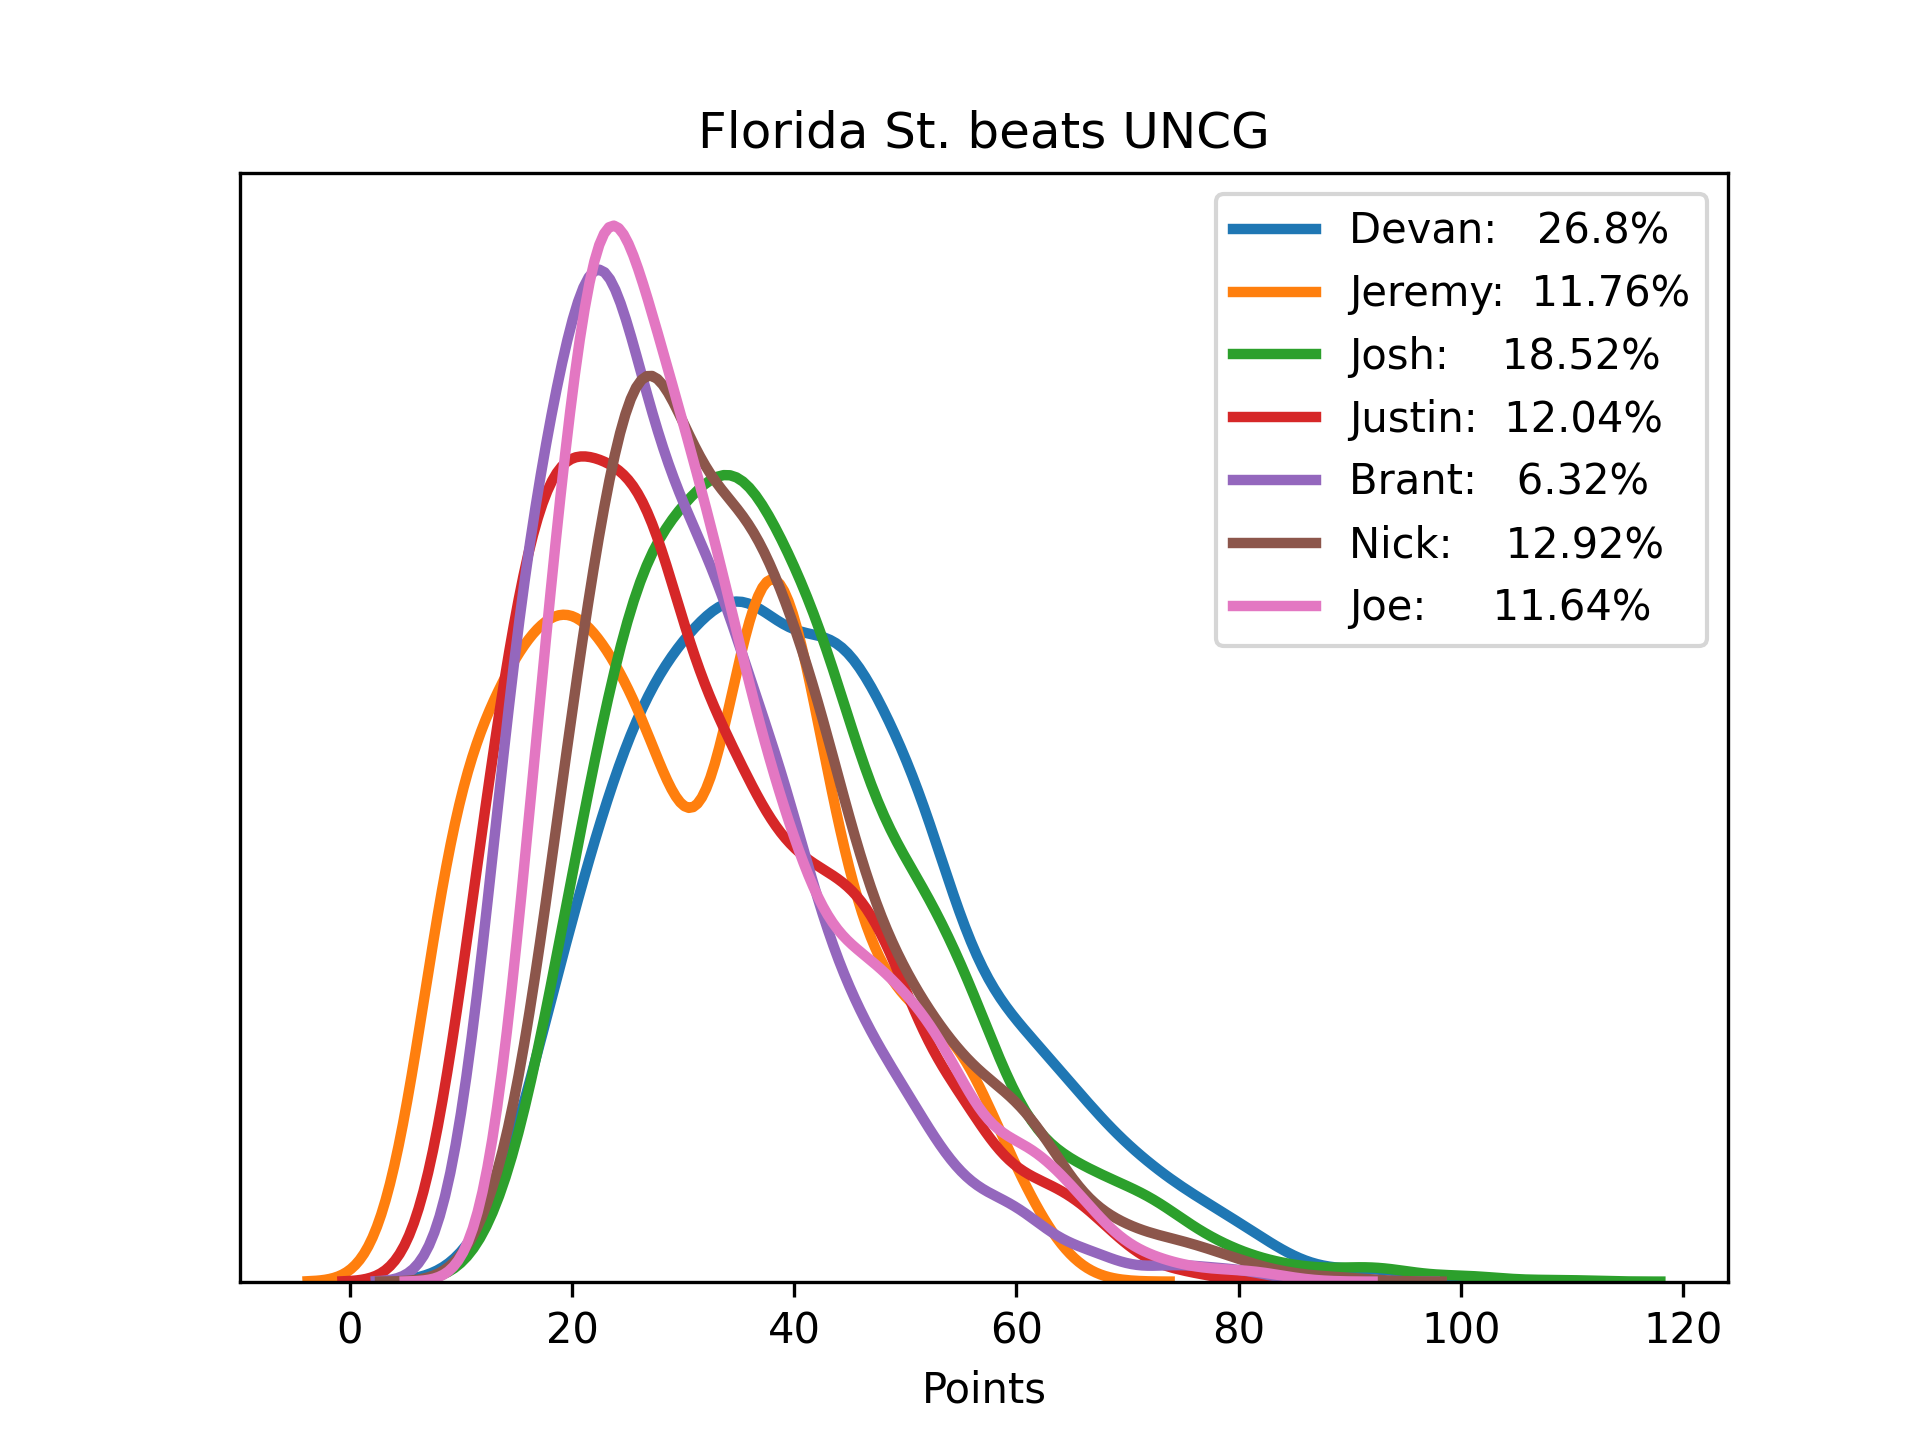 Florida St. beats UNCG
Devan: 26.8%
Jeremy: 11.76%
Josh: 18.52%
Justin: 12.04%
Brant: 6.32%
Nick: 12.92%
Joe: 11.64%
0 20 40 60 80 100 120
Points